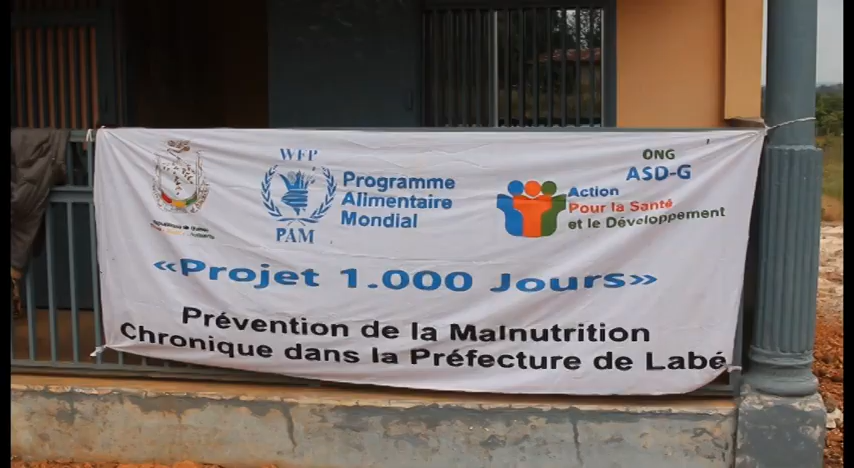 WFP
PAM
Programme
Alimentaire
Mondial
ONG
ASD-G
Action
Pour la Santé
et le Développement
«Projet 1.000 Jours»
Prévention de la Malnutrition
Chronique dans la Préfecture de Labé